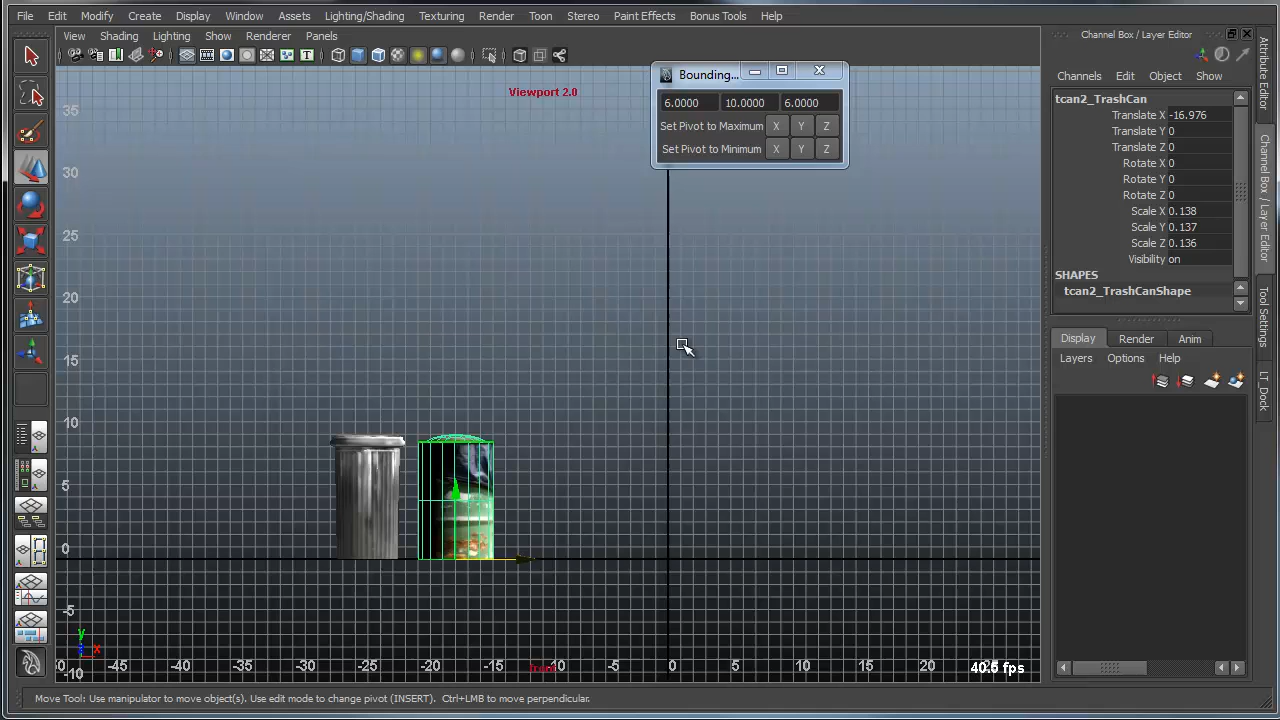 File Edit Modify Create Display Window Assets Lighting/Shading Texturing Render Toon Stereo Paint Effects Bonus Tools Help
View Shading Lighting Show Renderer Panels
Channel Box / Layer Editor
Channels Edit Object Show
tcan2_TrashCan
Translate X -16.976
Translate Y 0
Translate Z 0
Rotate X 0
Rotate Y 0
Rotate Z 0
Scale X 0.138
Scale Y 0.137
Scale Z 0.136
Visibility on
SHAPES
tcan2_TrashCanShape
Display Render Anim
Layers Options Help
Attribute Editor
Channel Box / Layer Editor
Tool Settings
LT_Dock
Bounding...
6.0000 10.0000 6.0000
Set Pivot to Maximum X Y Z
Set Pivot to Minimum X Y Z
Viewport 2.0
35
30
25
20
15
10
5
0
-5
-10
y
x
-45 -40 -35 -30 -25 -20 -15 0 5 10 15 20
40.5 fps
Move Tool: Use manipulator to move object(s). Use edit mode to change pivot (INSERT). Ctrl+LMB to move perpendicular.